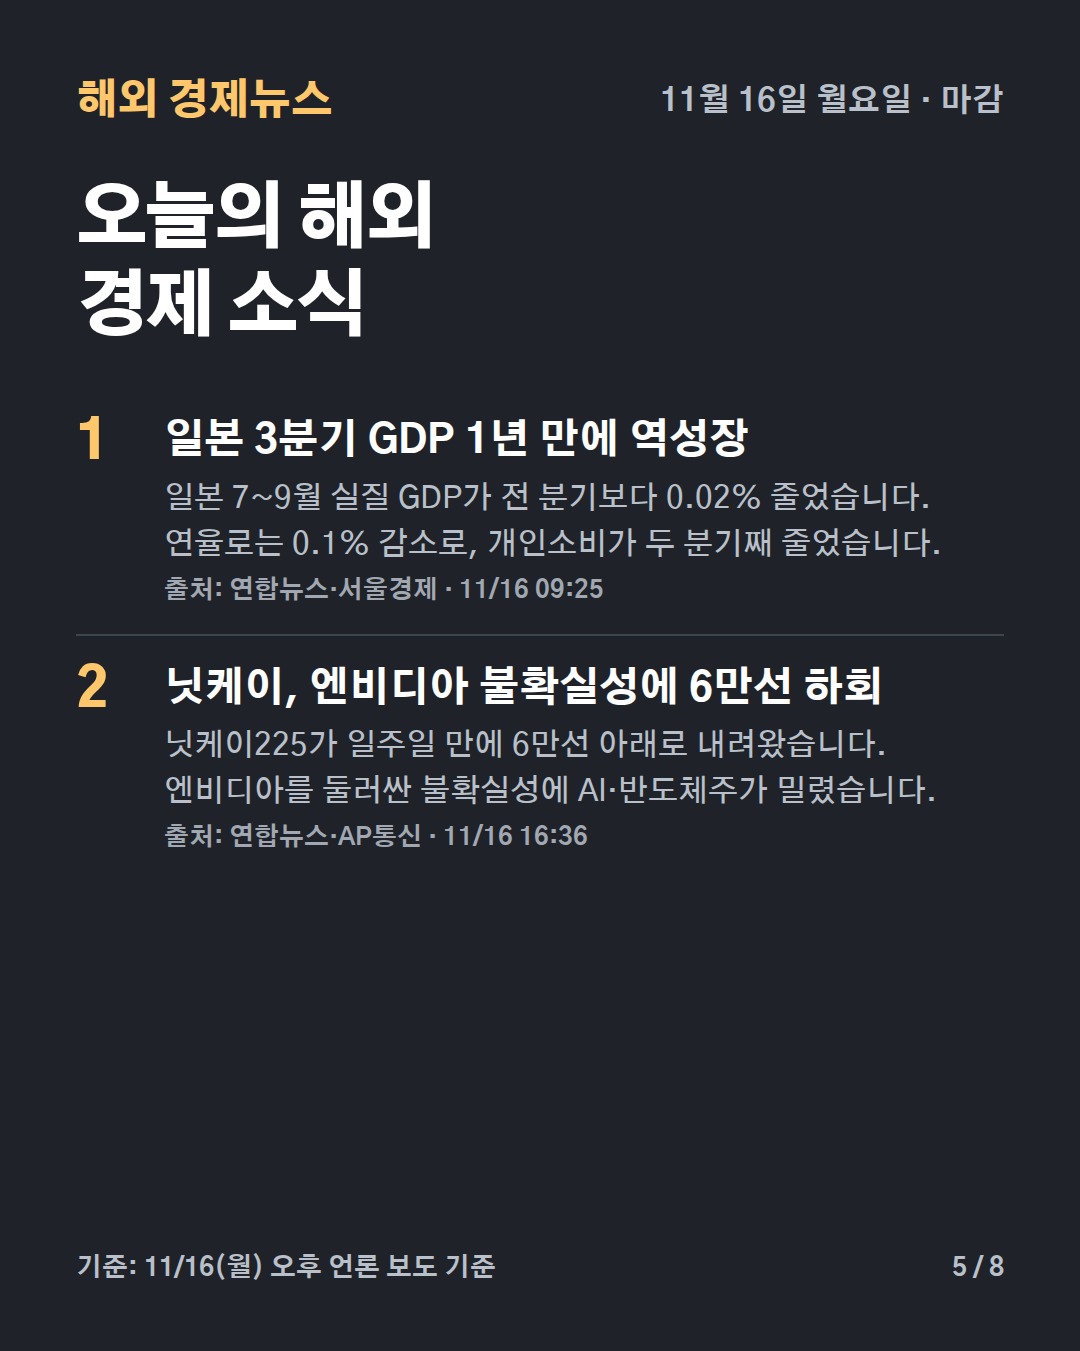 해외 경제뉴스
11월 16일 월요일 · 마감
오늘의 해외
경제 소식
1
일본 3분기 GDP 1년 만에 역성장
일본 7~9월 실질 GDP가 전 분기보다 0.02% 줄었습니다.
연율로는 0.1% 감소로, 개인소비가 두 분기째 줄었습니다.
출처: 연합뉴스·서울경제 · 11/16 09:25
2
닛케이, 엔비디아 불확실성에 6만선 하회
닛케이225가 일주일 만에 6만선 아래로 내려왔습니다.
엔비디아를 둘러싼 불확실성에 AI·반도체주가 밀렸습니다.
출처: 연합뉴스·AP통신 · 11/16 16:36
기준: 11/16(월) 오후 언론 보도 기준
5 / 8